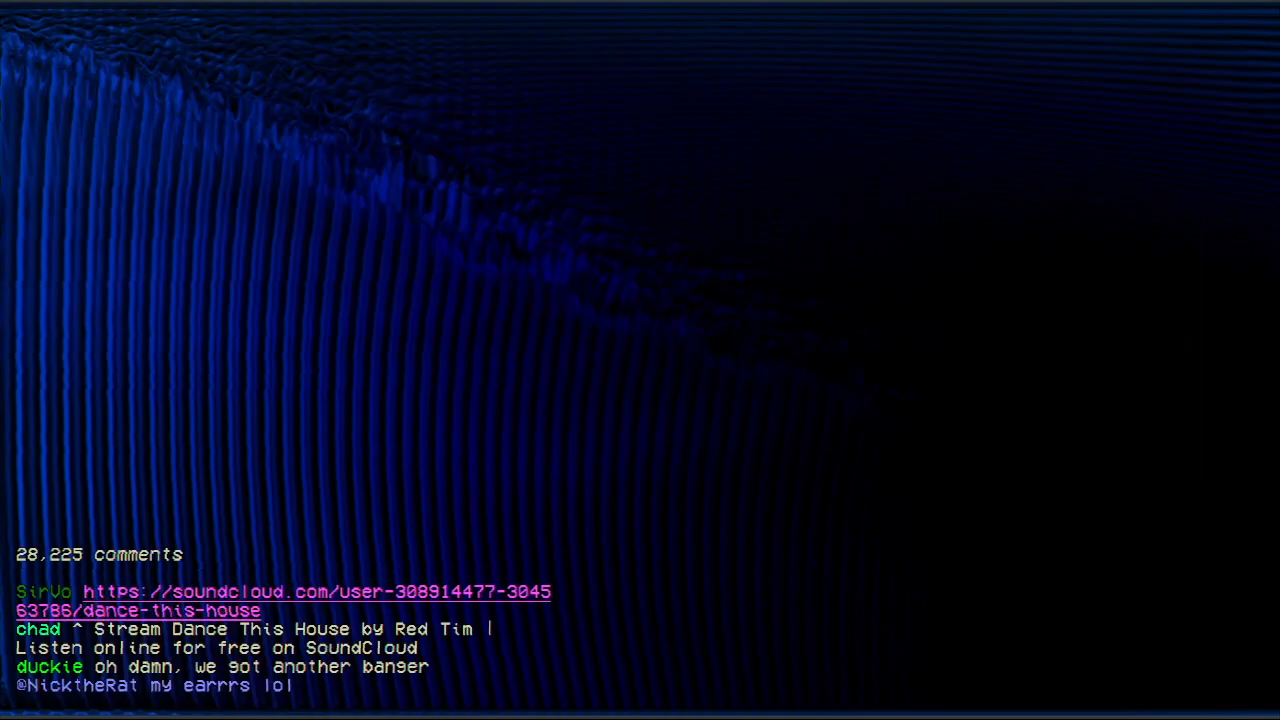 28,225 comments
SirVo https://soundcloud.com/user-308914477-3045
63786/dance-this-house
chad ^ Stream Dance This House by Red Tim |
Listen online for free on SoundCloud
duckie oh damn, we got another banger
@NicktheRat my earrrs lol